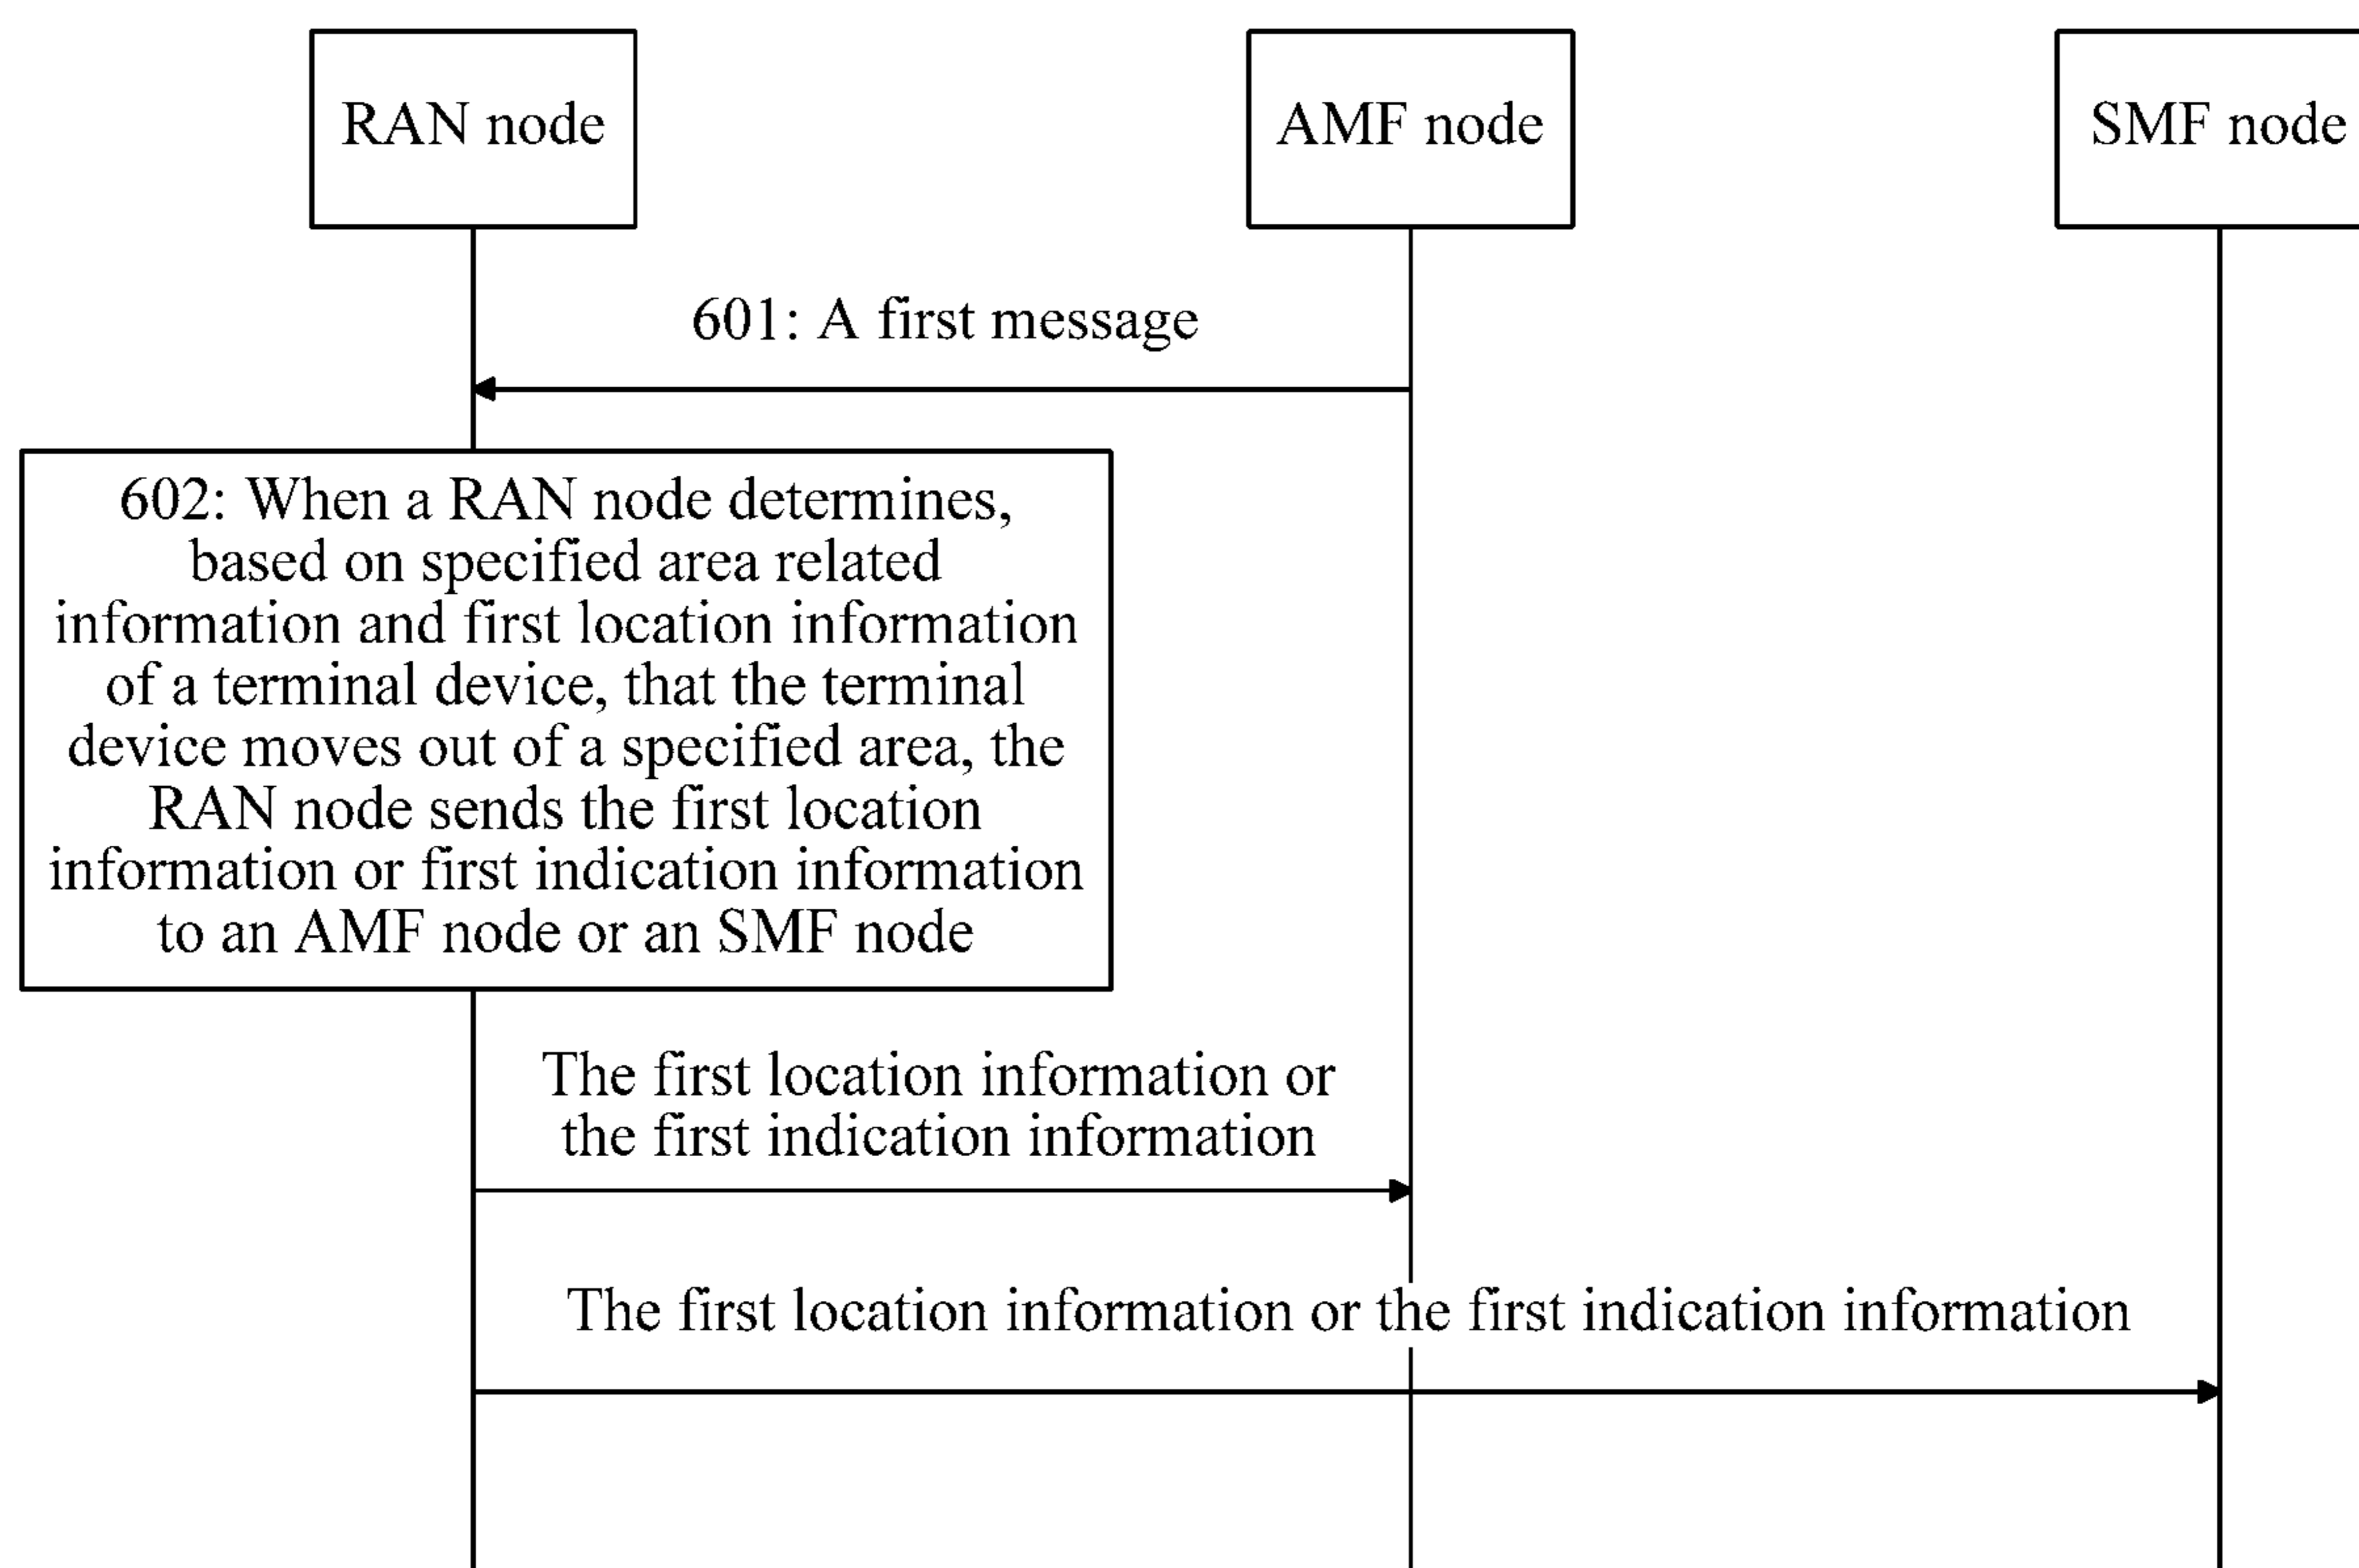 RAN node
AMF node
SMF node
601: A first message
602: When a RAN node determines,
based on specified area related
information and first location information
of a terminal device, that the terminal
device moves out of a specified area, the
RAN node sends the first location
information or first indication information
to an AMF node or an SMF node
The first location information or
the first indication information
The first location information or the first indication information